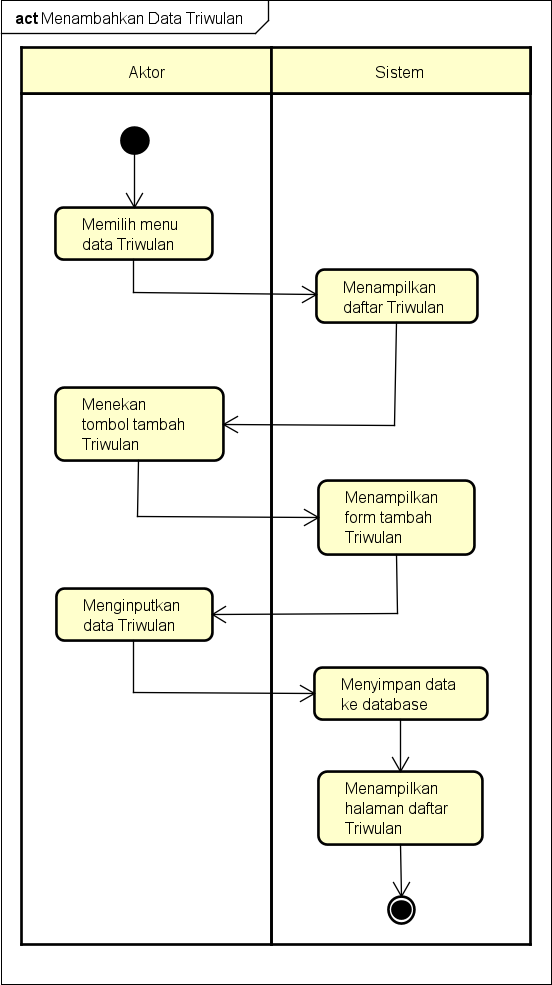 act Menambahkan Data Triwulan
Aktor
Sistem
Memilih menu
data Triwulan
Menampilkan
daftar Triwulan
Menekan
tombol tambah
Triwulan
Menampilkan
form tambah
Triwulan
Menginputkan
data Triwulan
Menyimpan data
ke database
Menampilkan
halaman daftar
Triwulan